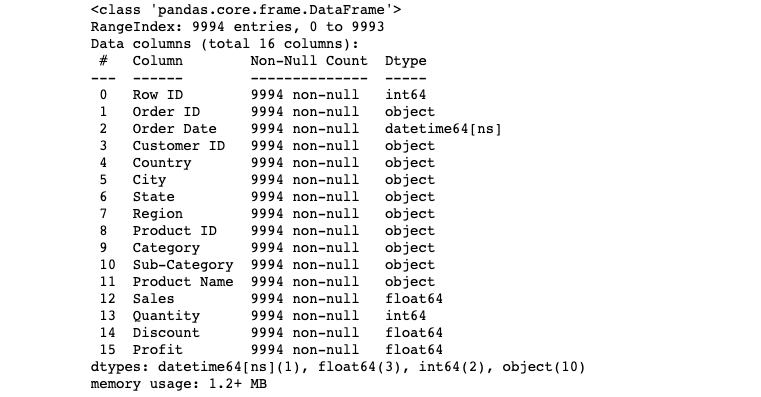 <class 'pandas.core.frame.DataFrame'>
RangeIndex: 9994 entries, 0 to 9993
Data columns (total 16 columns):
 #   Column        Non-Null Count  Dtype
---  ------        --------------  -----
 0   Row ID        9994 non-null   int64
 1   Order ID      9994 non-null   object
 2   Order Date    9994 non-null   datetime64[ns]
 3   Customer ID   9994 non-null   object
 4   Country       9994 non-null   object
 5   City          9994 non-null   object
 6   State         9994 non-null   object
 7   Region        9994 non-null   object
 8   Product ID    9994 non-null   object
 9   Category      9994 non-null   object
 10  Sub-Category  9994 non-null   object
 11  Product Name  9994 non-null   object
 12  Sales         9994 non-null   float64
 13  Quantity      9994 non-null   int64
 14  Discount      9994 non-null   float64
 15  Profit        9994 non-null   float64
dtypes: datetime64[ns](1), float64(3), int64(2), object(10)
memory usage: 1.2+ MB